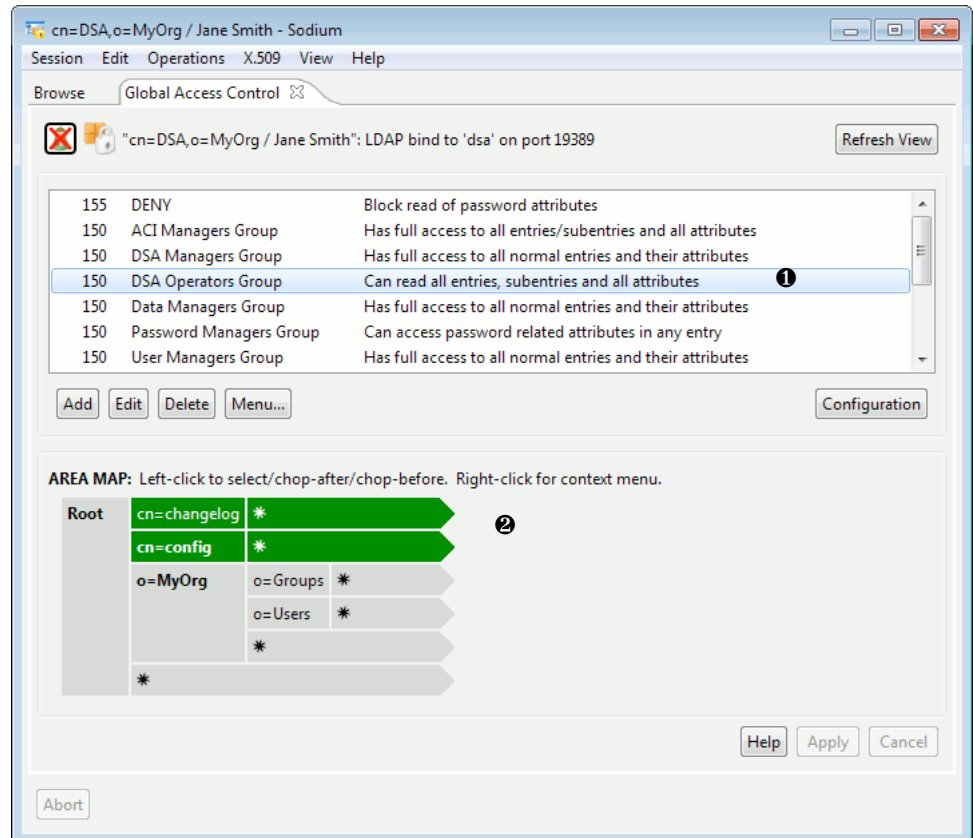 cn=DSA,o=MyOrg / Jane Smith - Sodium
Session Edit Operations X.509 View Help
Browse Global Access Control
"cn=DSA,o=MyOrg / Jane Smith": LDAP bind to 'dsa' on port 19389 Refresh View
155 DENY Block read of password attributes
150 ACI Managers Group Has full access to all entries/subentries and all attributes
150 DSA Managers Group Has full access to all normal entries and their attributes
150 DSA Operators Group Can read all entries, subentries and all attributes ❶
150 Data Managers Group Has full access to all normal entries and their attributes
150 Password Managers Group Can access password related attributes in any entry
150 User Managers Group Has full access to all normal entries and their attributes
Add Edit Delete Menu... Configuration
AREA MAP: Left-click to select/chop-after/chop-before. Right-click for context menu.
Root cn=changelog * ❷
cn=config *
o=MyOrg o=Groups *
o=Users *
*
*
Help Apply Cancel
Abort